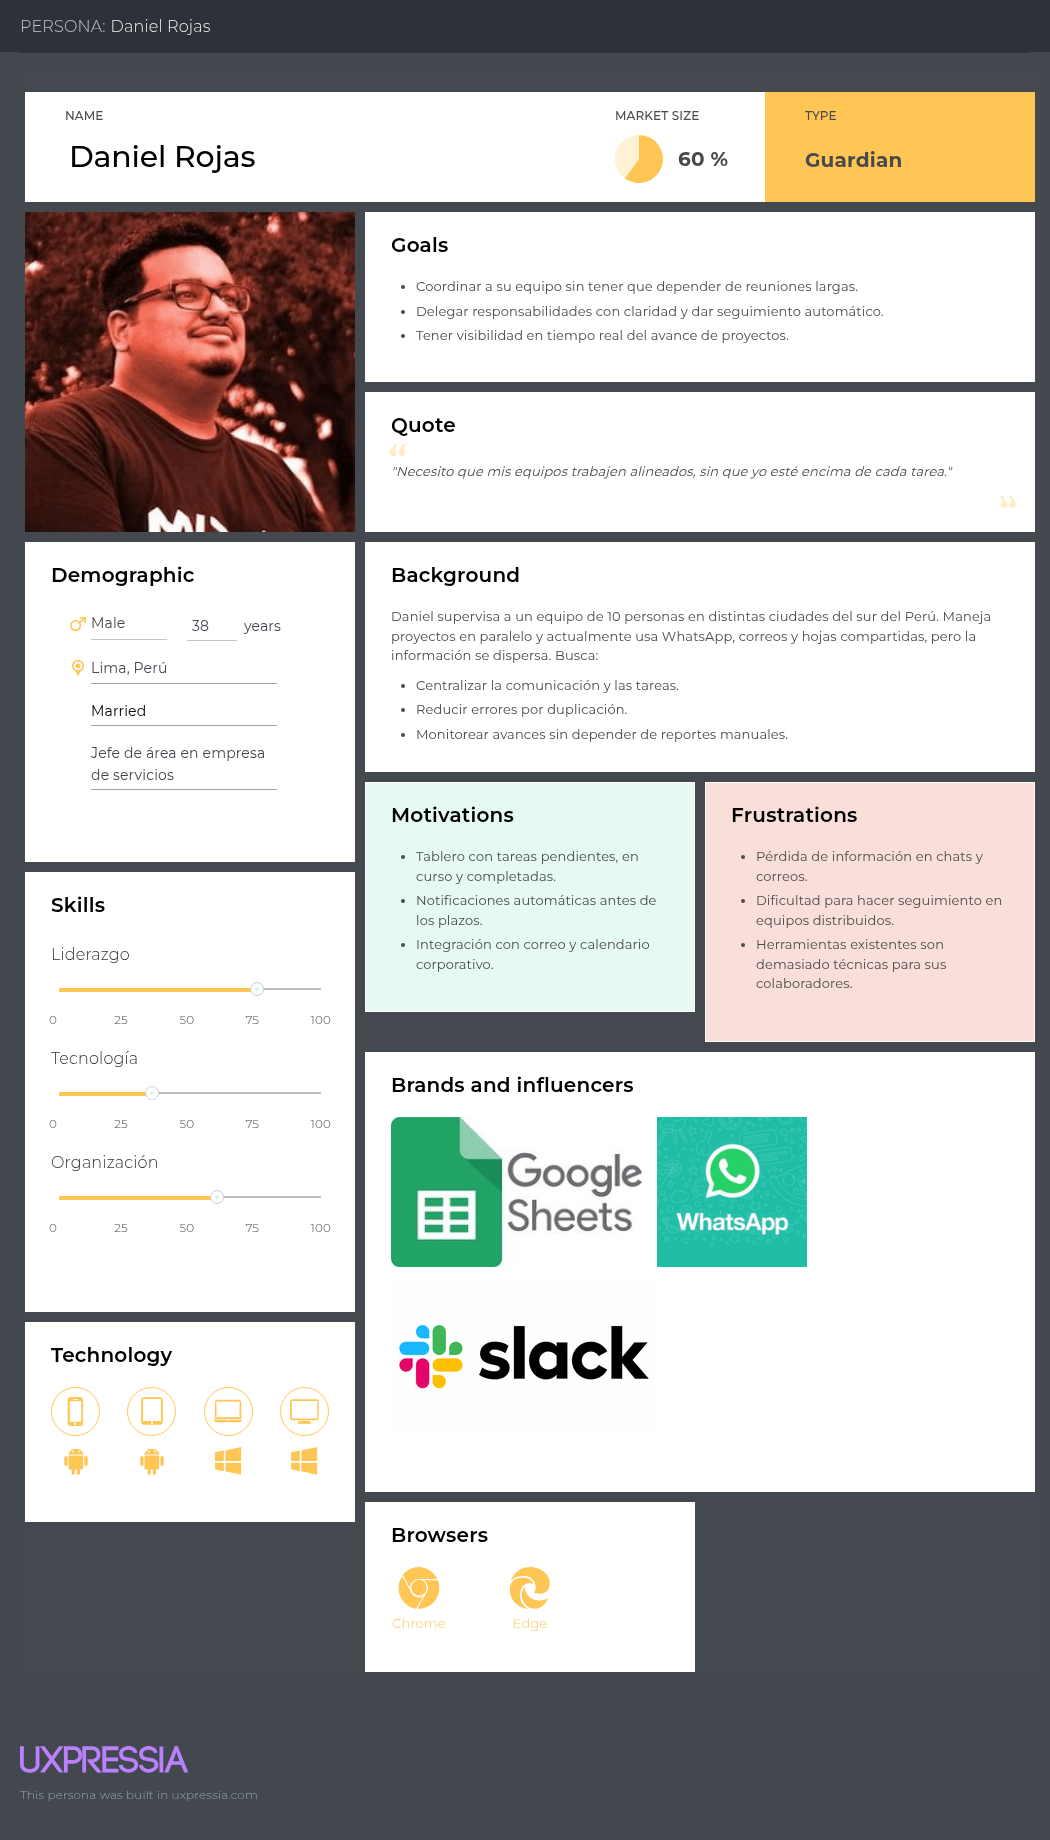 PERSONA: Daniel Rojas
NAME
Daniel Rojas
MARKET SIZE
60 %
TYPE
Guardian
Goals
Coordinar a su equipo sin tener que depender de reuniones largas.
Delegar responsabilidades con claridad y dar seguimiento automático.
Tener visibilidad en tiempo real del avance de proyectos.
Quote
"Necesito que mis equipos trabajen alineados, sin que yo esté encima de cada tarea."
Demographic
Male
38 years
Lima, Perú
Married
Jefe de área en empresa
de servicios
Background
Daniel supervisa a un equipo de 10 personas en distintas ciudades del sur del Perú. Maneja
proyectos en paralelo y actualmente usa WhatsApp, correos y hojas compartidas, pero la
información se dispersa. Busca:
Centralizar la comunicación y las tareas.
Reducir errores por duplicación.
Monitorear avances sin depender de reportes manuales.
Motivations
Tablero con tareas pendientes, en
curso y completadas.
Notificaciones automáticas antes de
los plazos.
Integración con correo y calendario
corporativo.
Frustrations
Pérdida de información en chats y
correos.
Dificultad para hacer seguimiento en
equipos distribuidos.
Herramientas existentes son
demasiado técnicas para sus
colaboradores.
Skills
Liderazgo
0 25 50 75 100
Tecnología
0 25 50 75 100
Organización
0 25 50 75 100
Brands and influencers
Google
Sheets
WhatsApp
slack
Technology
Browsers
Chrome
Edge
UXPRESSIA
This persona was built in uxpressia.com